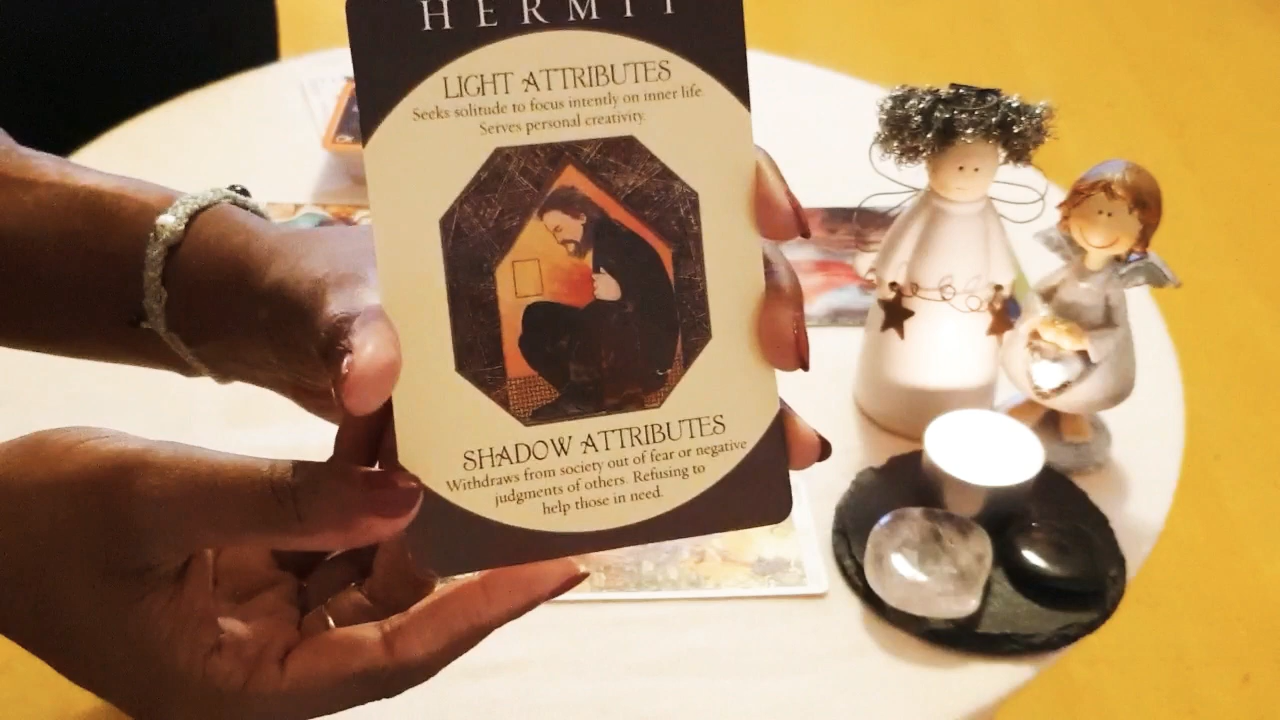 HERMIT
LIGHT ATTRIBUTES
Seeks solitude to focus intently on inner life.
Serves personal creativity.
SHADOW ATTRIBUTES
Withdraws from society out of fear or negative
judgments of others. Refusing to
help those in need.